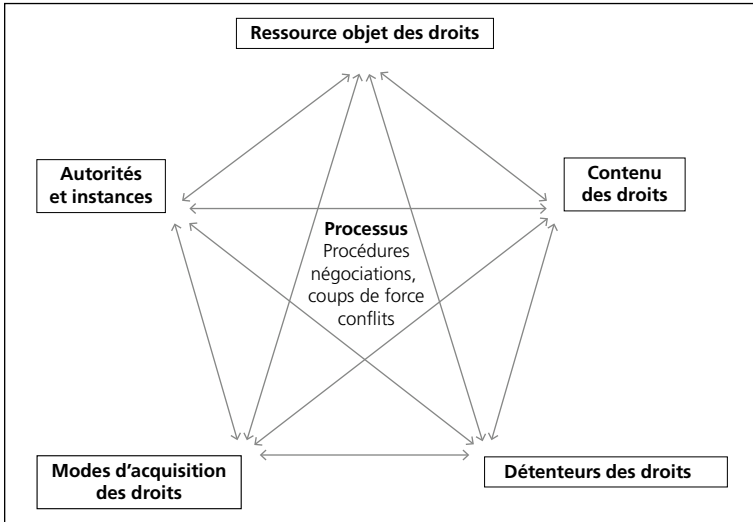 Ressource objet des droits
Autorités
et instances
Contenu
des droits
Processus
Procédures
négociations,
coups de force
conflits
Modes d'acquisition
des droits
Détenteurs des droits